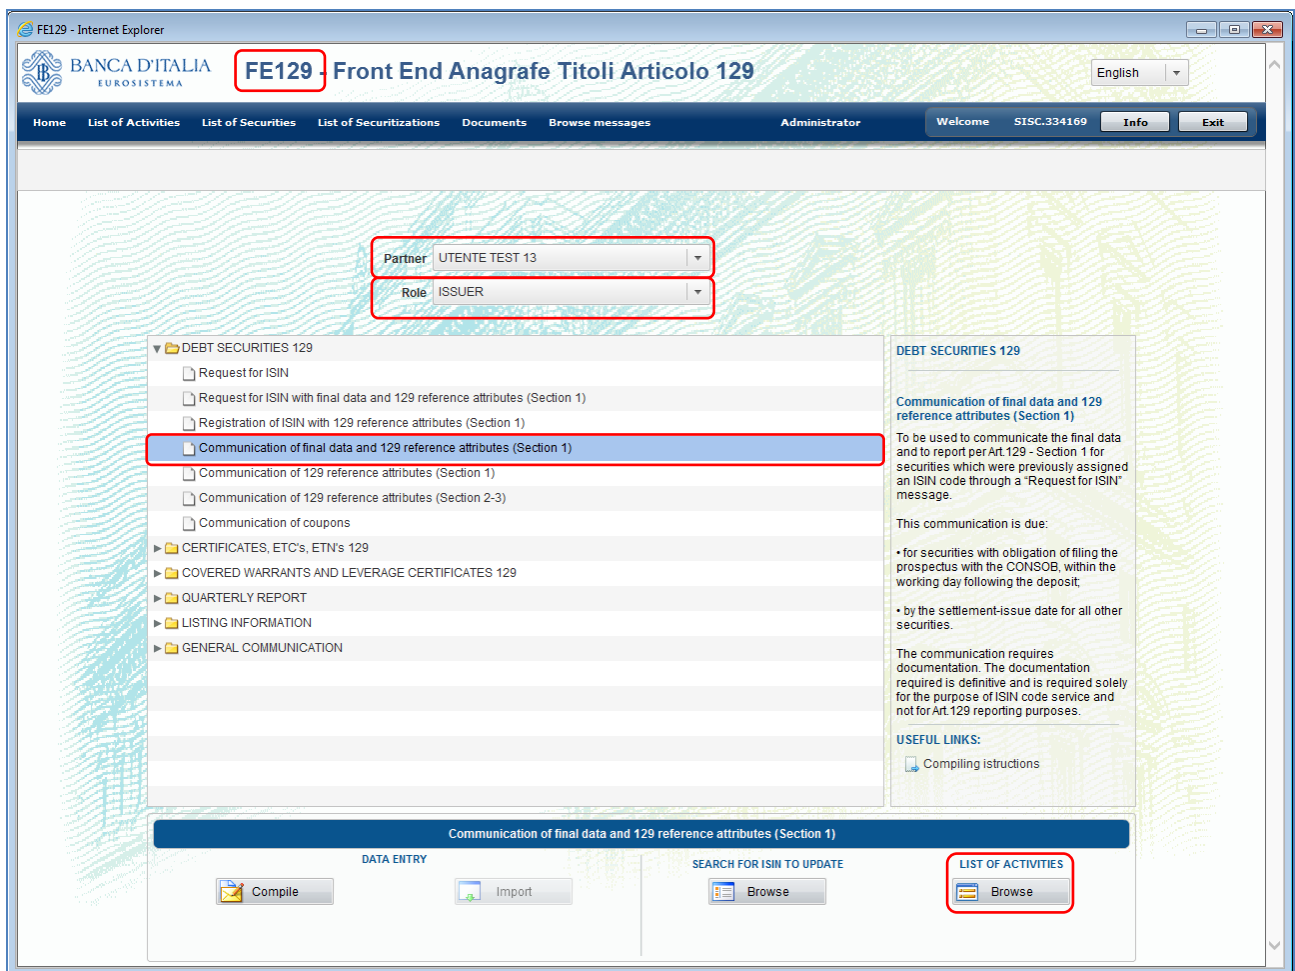 FE129 - Internet Explorer
BANCA D'ITALIA
EUROSISTEMA
FE129 - Front End Anagrafe Titoli Articolo 129
English
Home List of Activities List of Securities List of Securitizations Documents Browse messages Administrator Welcome SISC.334169 Info Exit
Partner UTENTE TEST 13
Role ISSUER
DEBT SECURITIES 129
Request for ISIN
Request for ISIN with final data and 129 reference attributes (Section 1)
Registration of ISIN with 129 reference attributes (Section 1)
Communication of final data and 129 reference attributes (Section 1)
Communication of 129 reference attributes (Section 1)
Communication of 129 reference attributes (Section 2-3)
Communication of coupons
CERTIFICATES, ETC's, ETN's 129
COVERED WARRANTS AND LEVERAGE CERTIFICATES 129
QUARTERLY REPORT
LISTING INFORMATION
GENERAL COMMUNICATION
DEBT SECURITIES 129
Communication of final data and 129
reference attributes (Section 1)
To be used to communicate the final data
and to report per Art.129 - Section 1 for
securities which were previously assigned
an ISIN code through a “Request for ISIN”
message.
This communication is due:
• for securities with obligation of filing the
prospectus with the CONSOB, within the
working day following the deposit;
• by the settlement-issue date for all other
securities.
The communication requires
documentation. The documentation
required is definitive and is required solely
for the purpose of ISIN code service and
not for Art.129 reporting purposes.
USEFUL LINKS:
Compiling istructions
Communication of final data and 129 reference attributes (Section 1)
DATA ENTRY
Compile Import
SEARCH FOR ISIN TO UPDATE
Browse
LIST OF ACTIVITIES
Browse